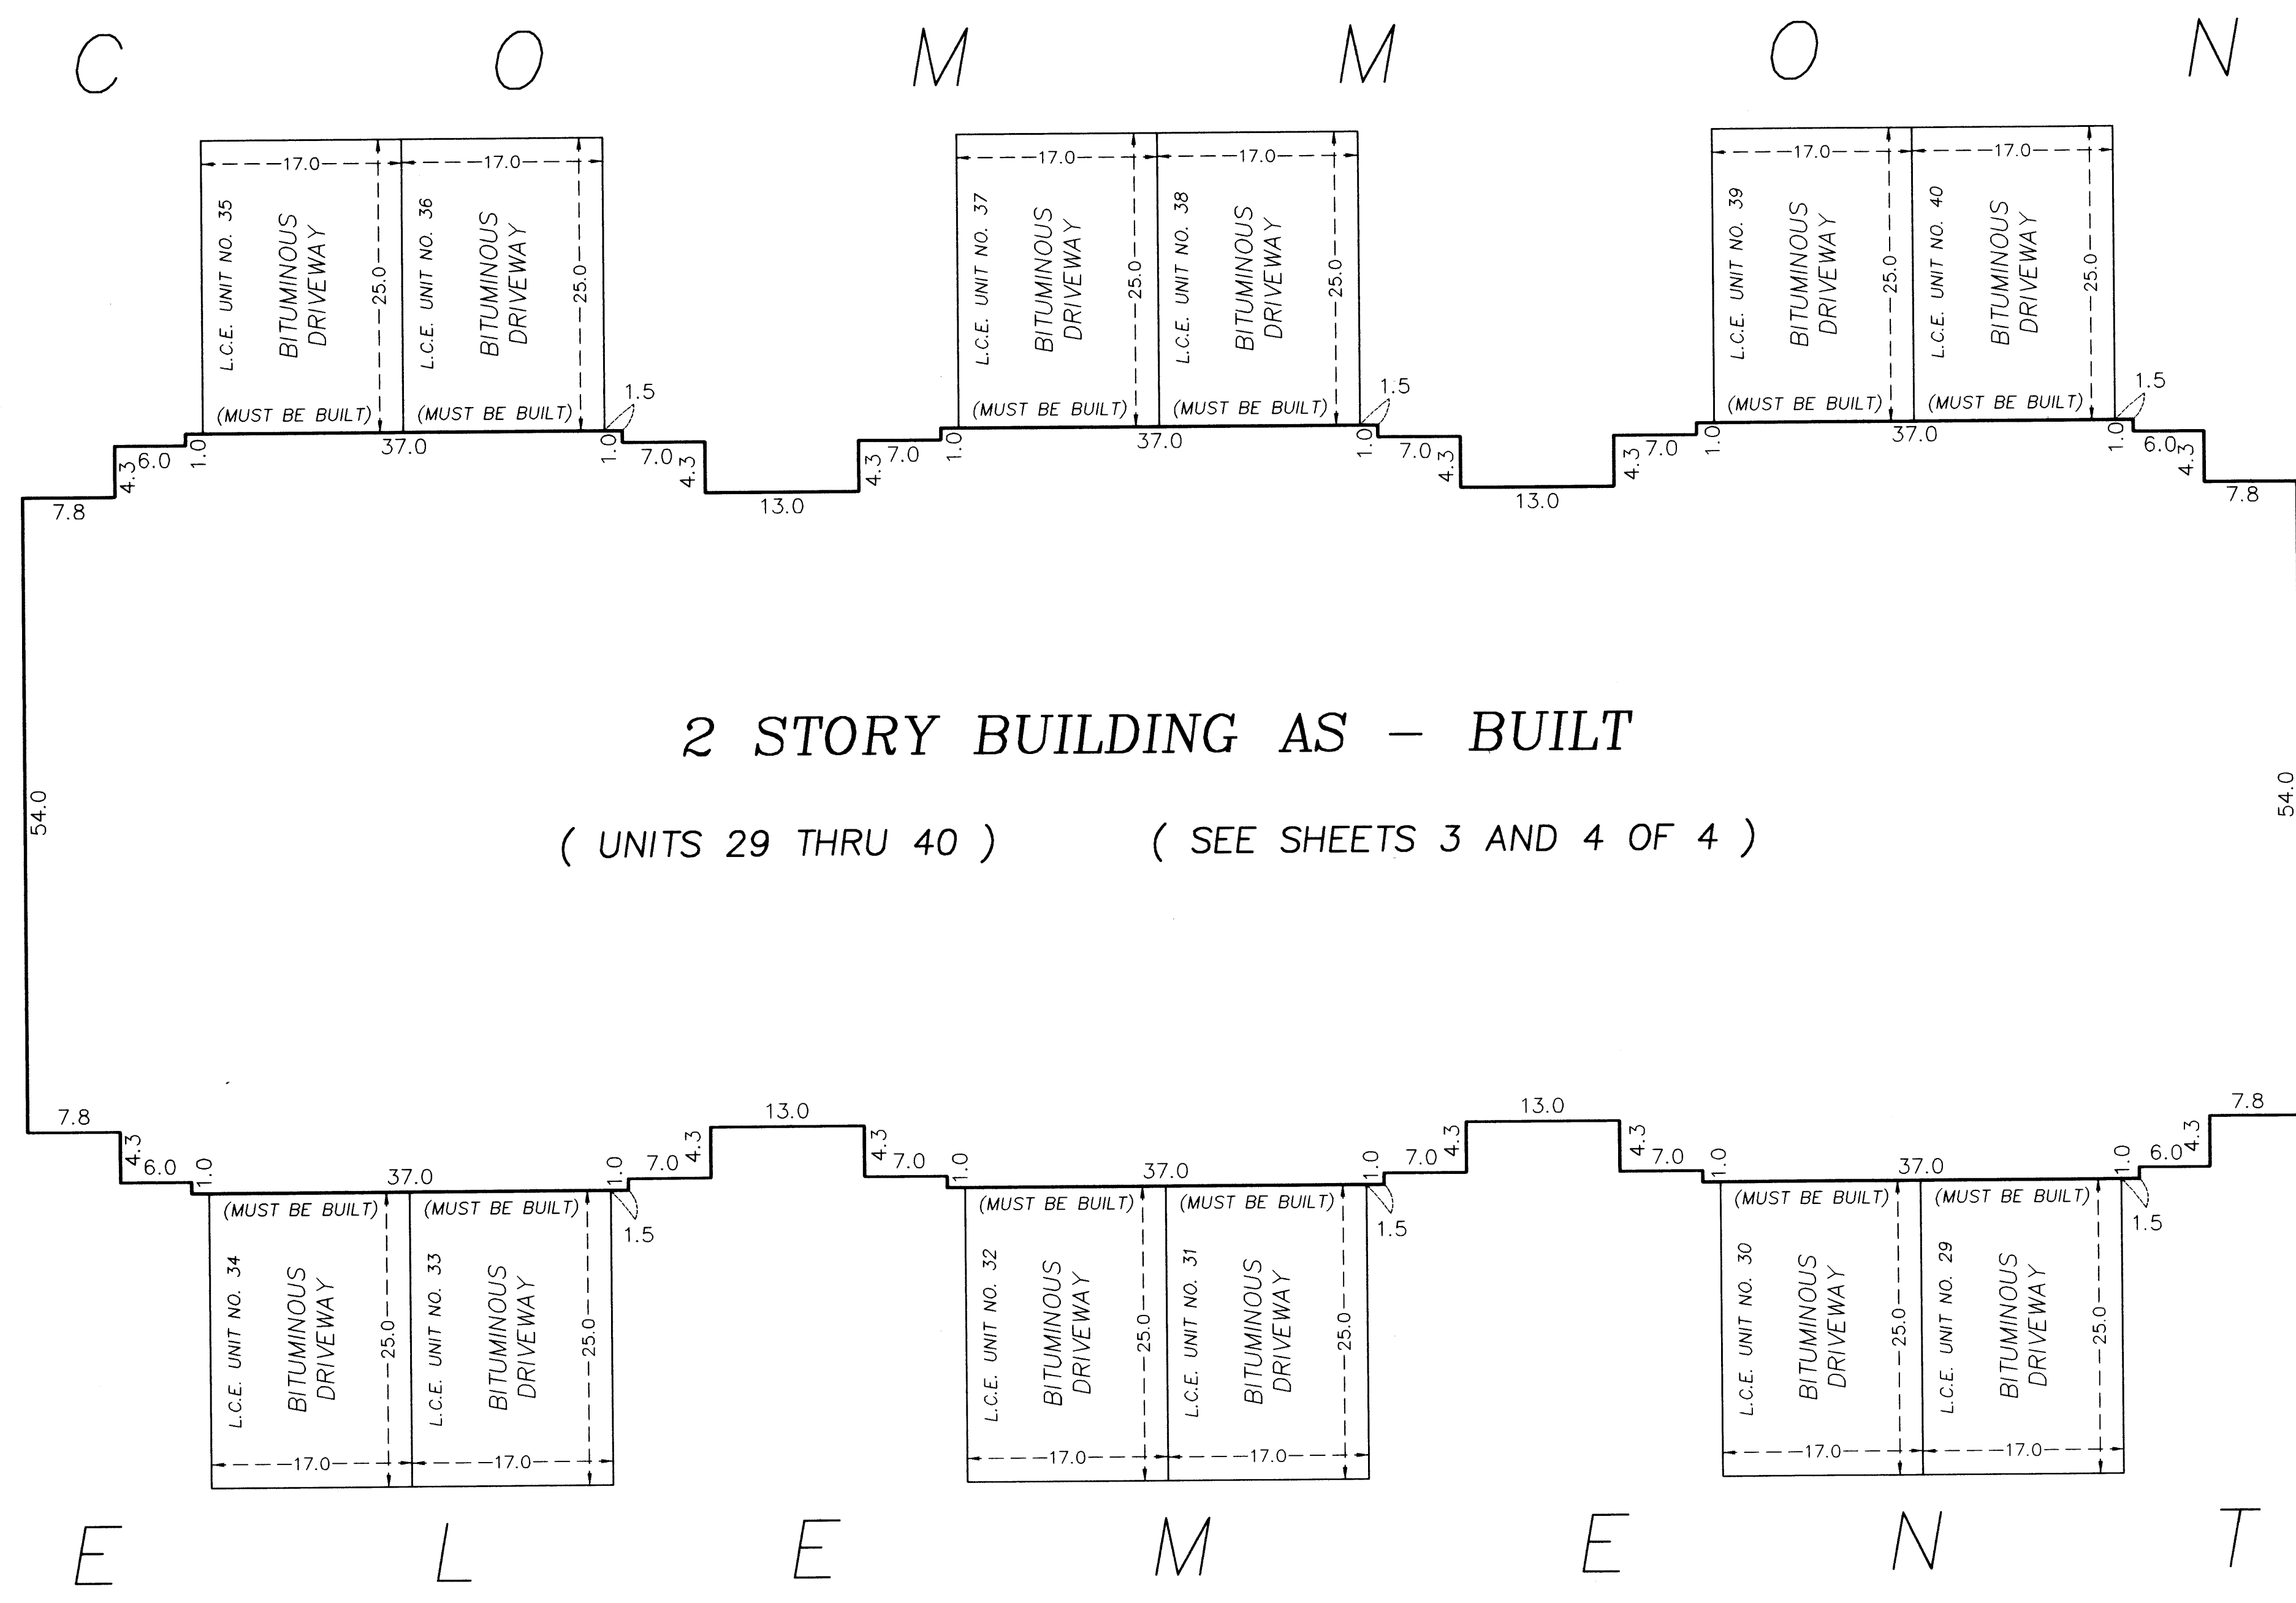 C O M M O N
17.0 17.0 17.0 17.0 17.0 17.0
L.C.E. UNIT NO. 35
BITUMINOUS
DRIVEWAY
25.0
(MUST BE BUILT)
L.C.E. UNIT NO. 36
BITUMINOUS
DRIVEWAY
25.0
(MUST BE BUILT)
1.5
L.C.E. UNIT NO. 37
BITUMINOUS
DRIVEWAY
25.0
(MUST BE BUILT)
L.C.E. UNIT NO. 38
BITUMINOUS
DRIVEWAY
25.0
(MUST BE BUILT)
1.5
L.C.E. UNIT NO. 39
BITUMINOUS
DRIVEWAY
25.0
(MUST BE BUILT)
L.C.E. UNIT NO. 40
BITUMINOUS
DRIVEWAY
25.0
(MUST BE BUILT)
1.5
7.8 4.3 6.0 1.0 37.0 1.0 7.0 4.3 13.0 4.3 7.0 1.0 37.0 1.0 7.0 4.3 13.0 4.3 7.0 1.0 37.0 1.0 6.0 4.3 7.8
2 STORY BUILDING AS - BUILT
54.0
54.0
( UNITS 29 THRU 40 ) ( SEE SHEETS 3 AND 4 OF 4 )
7.8 4.3 6.0 1.0 37.0 1.0 7.0 4.3 13.0 4.3 7.0 1.0 37.0 1.0 7.0 4.3 13.0 4.3 7.0 1.0 37.0 1.0 6.0 4.3 7.8
(MUST BE BUILT)
L.C.E. UNIT NO. 34
BITUMINOUS
DRIVEWAY
25.0
(MUST BE BUILT)
L.C.E. UNIT NO. 33
BITUMINOUS
DRIVEWAY
25.0
1.5
(MUST BE BUILT)
L.C.E. UNIT NO. 32
BITUMINOUS
DRIVEWAY
25.0
(MUST BE BUILT)
L.C.E. UNIT NO. 31
BITUMINOUS
DRIVEWAY
25.0
1.5
(MUST BE BUILT)
L.C.E. UNIT NO. 30
BITUMINOUS
DRIVEWAY
25.0
(MUST BE BUILT)
L.C.E. UNIT NO. 29
BITUMINOUS
DRIVEWAY
25.0
1.5
17.0 17.0 17.0 17.0 17.0 17.0
E L E M E N T